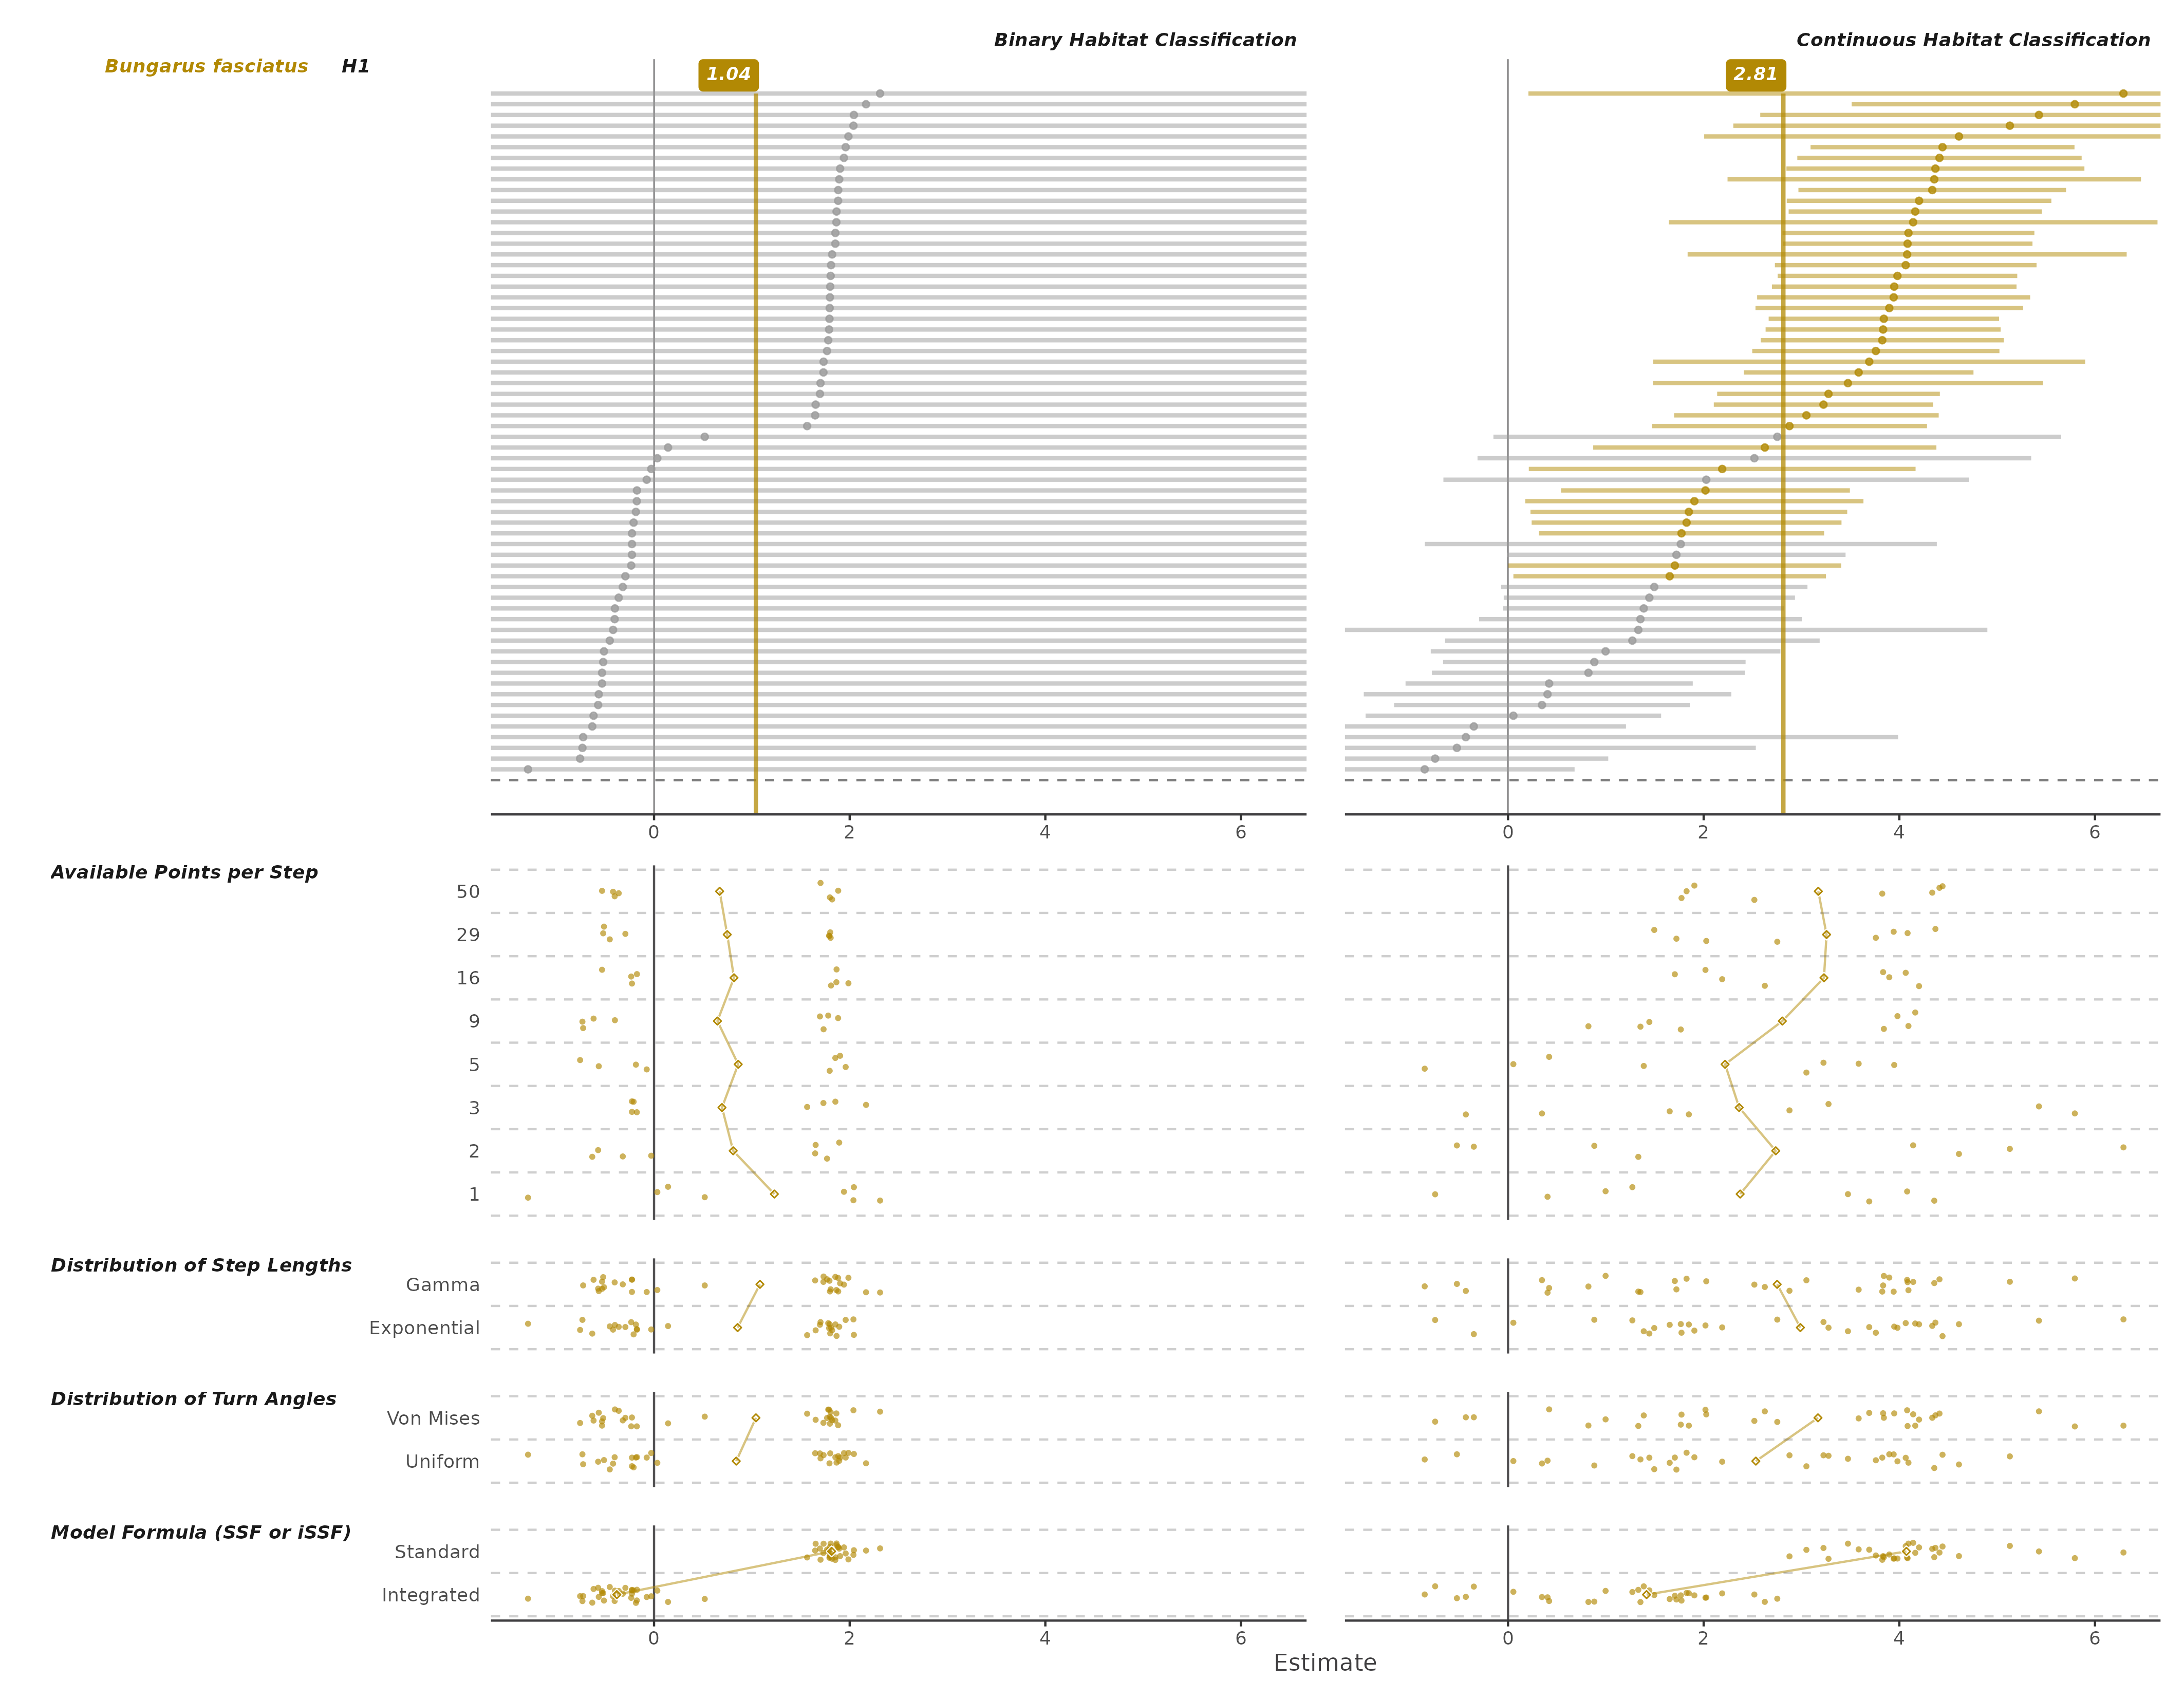 Binary Habitat Classification
Continuous Habitat Classification
Bungarus fasciatus H1
1.04
2.81
0 2 4 6
0 2 4 6
Available Points per Step
50
29
16
9
5
3
2
1
Distribution of Step Lengths
Gamma
Exponential
Distribution of Turn Angles
Von Mises
Uniform
Model Formula (SSF or iSSF)
Standard
Integrated
0 2 4 6
0 2 4 6
Estimate